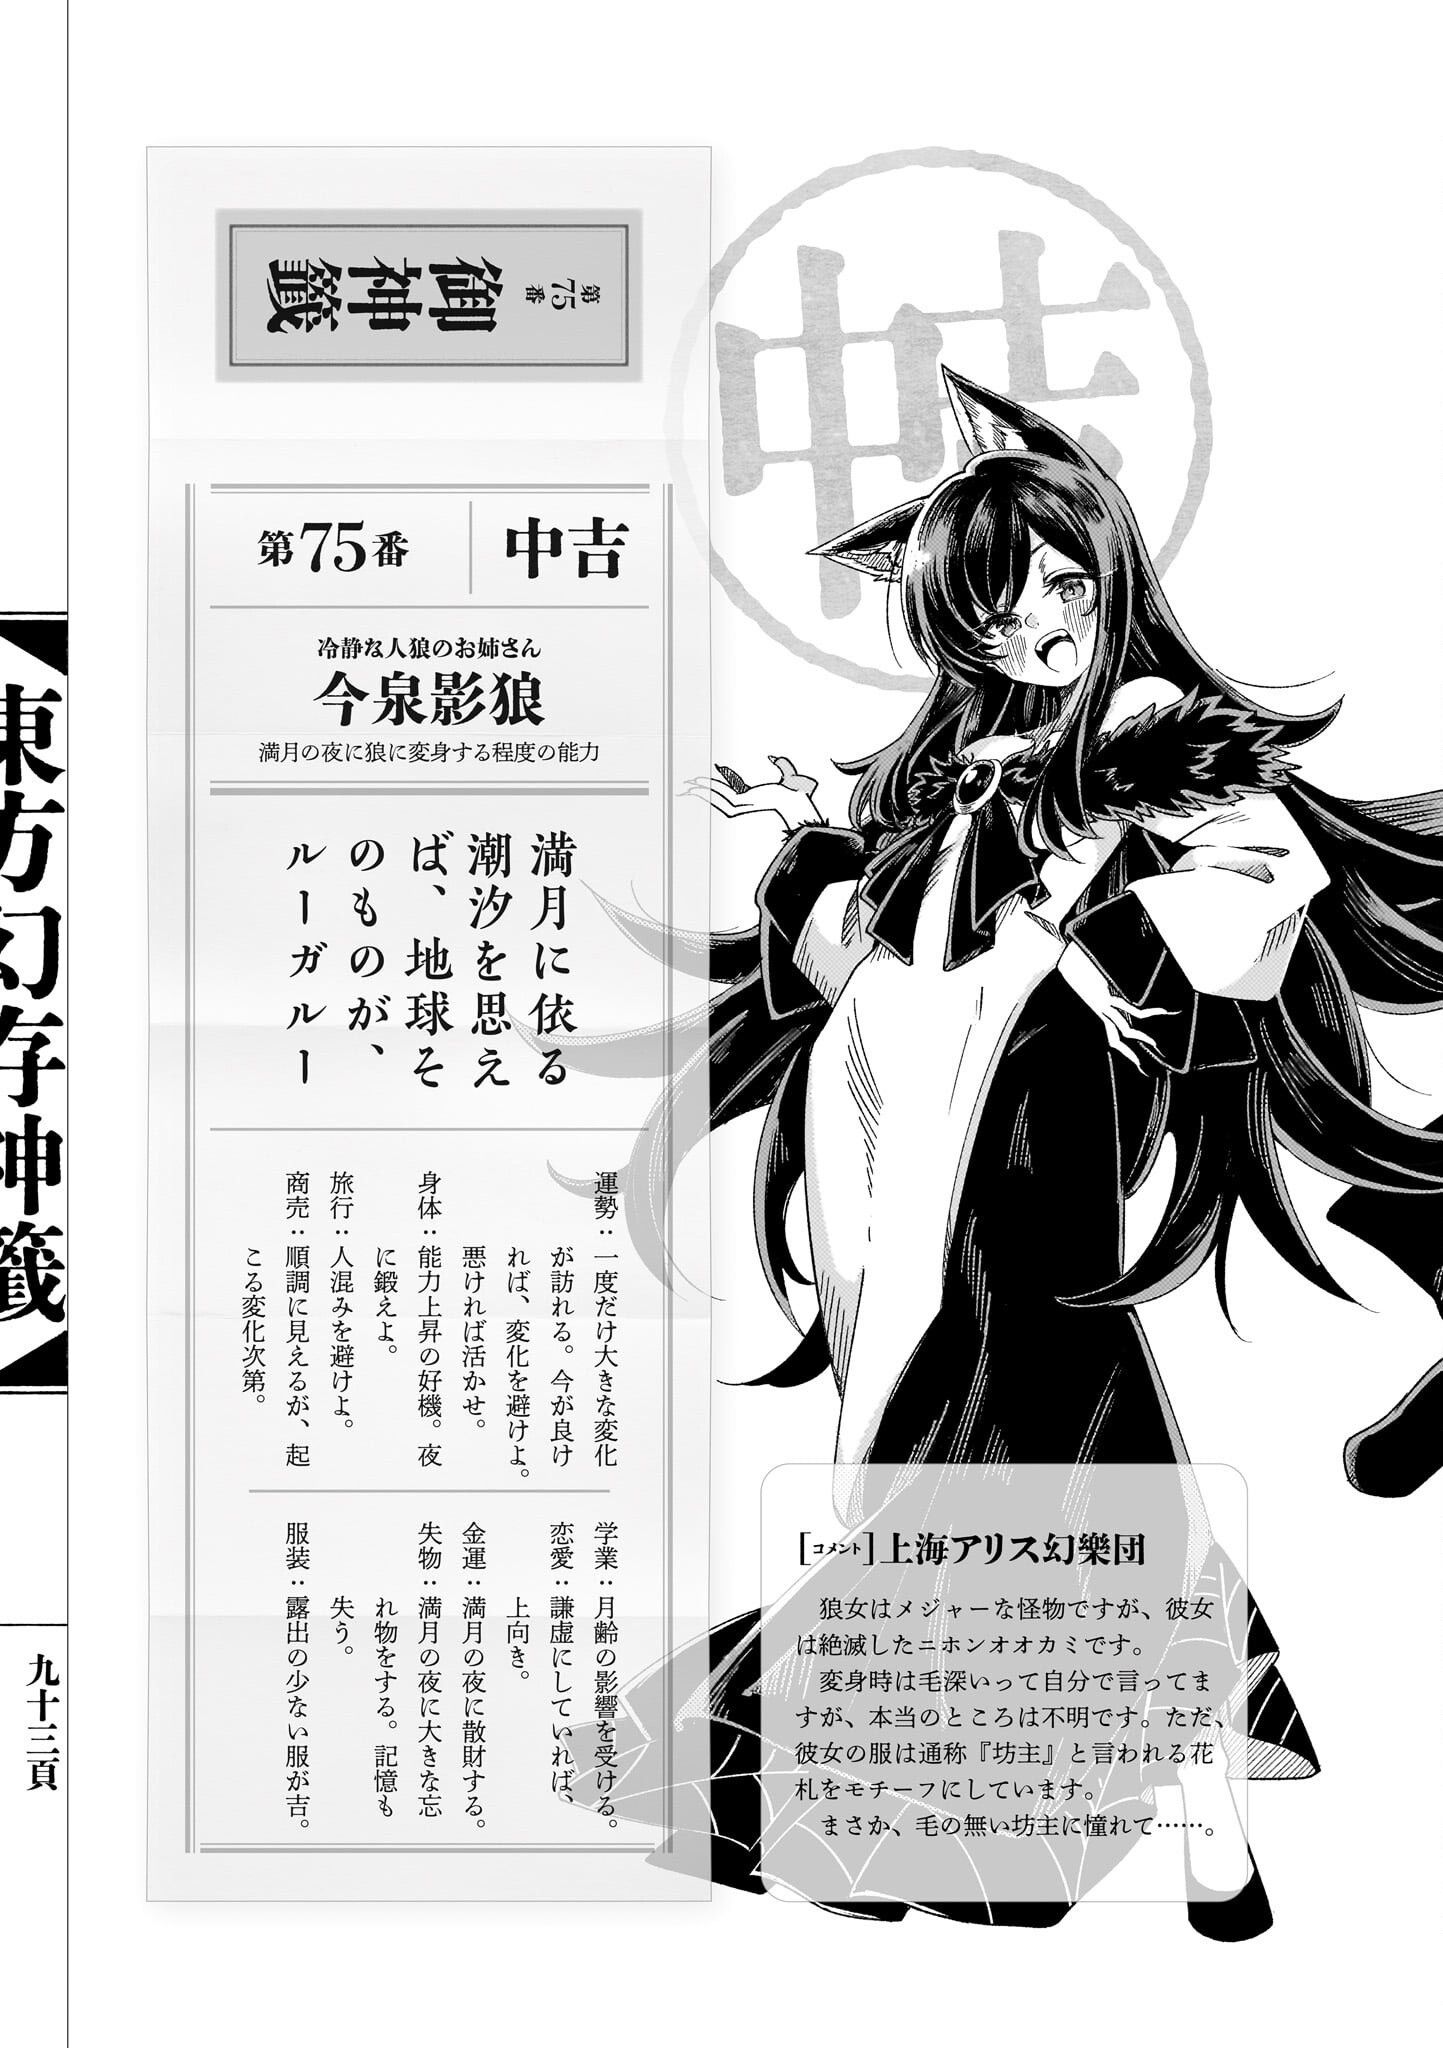 御神籤
第75番
中吉
第75番
中吉
冷静な人狼のお姉さん
今泉影狼
満月の夜に狼に変身する程度の能力
満月に依る
潮汐を思え
ば、地球そ
のものが、
ルーガルー
運勢：一度だけ大きな変化
が訪れる。今が良け
れば、変化を避けよ。
悪ければ活かせ。
身体：能力上昇の好機。夜
に鍛えよ。
旅行：人混みを避けよ。
商売：順調に見えるが、起
こる変化次第。
学業：月齢の影響を受ける。
恋愛：謙虚にしていれば、
上向き。
金運：満月の夜に散財する。
失物：満月の夜に大きな忘
れ物をする。記憶も
失う。
服装：露出の少ない服が吉。
［コメント］上海アリス幻樂団
狼女はメジャーな怪物ですが、彼女
は絶滅したニホンオオカミです。
変身時は毛深いって自分で言ってま
すが、本当のところは不明です。ただ、
彼女の服は通称『坊主』と言われる花
札をモチーフにしています。
まさか、毛の無い坊主に憧れて……。
東方幻存神籤
九十三頁